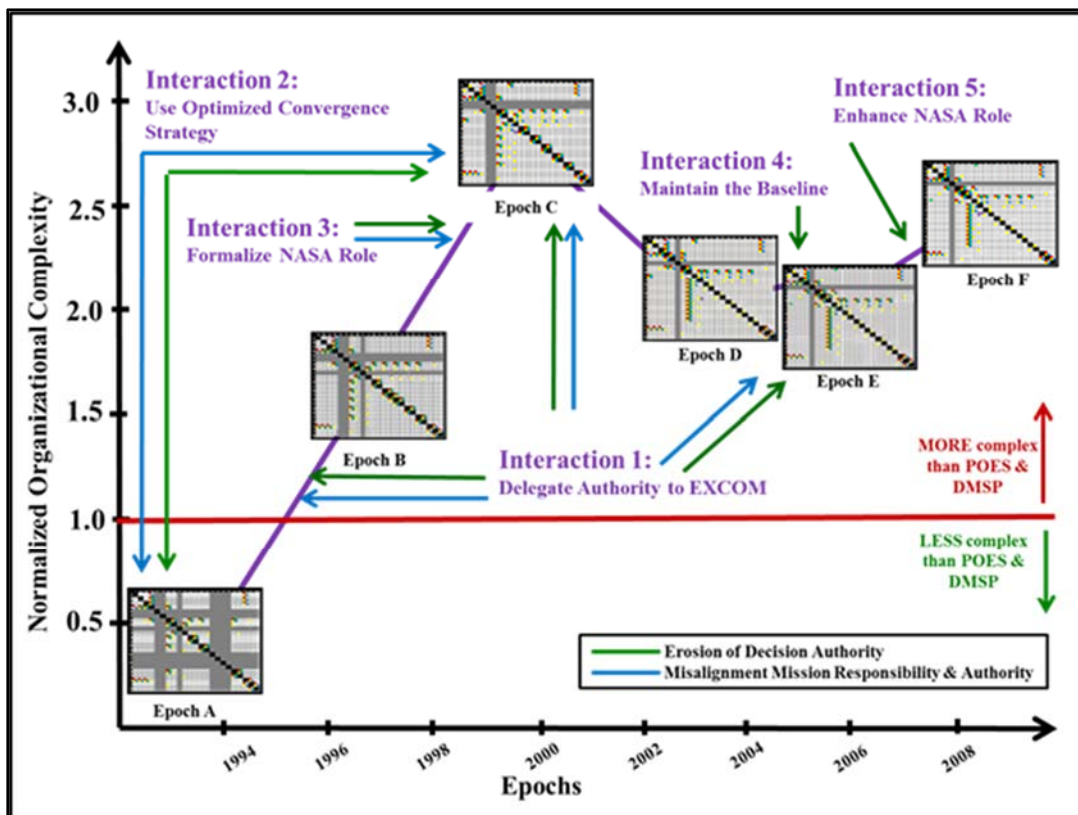 Normalized Organizational Complexity
3.0
2.5
2.0
1.5
1.0
0.5
Interaction 2:
Use Optimized Convergence
Strategy
Interaction 3:
Formalize NASA Role
Interaction 4:
Maintain the Baseline
Interaction 5:
Enhance NASA Role
Epoch C
Epoch F
Epoch D
Epoch E
Epoch B
Interaction 1:
Delegate Authority to EXCOM
MORE complex
than POES &
DMSP
LESS complex
than POES &
DMSP
Epoch A
Erosion of Decision Authority
Misalignment Mission Responsibility & Authority
1994
1996
1998
2000
2002
2004
2006
2008
Epochs